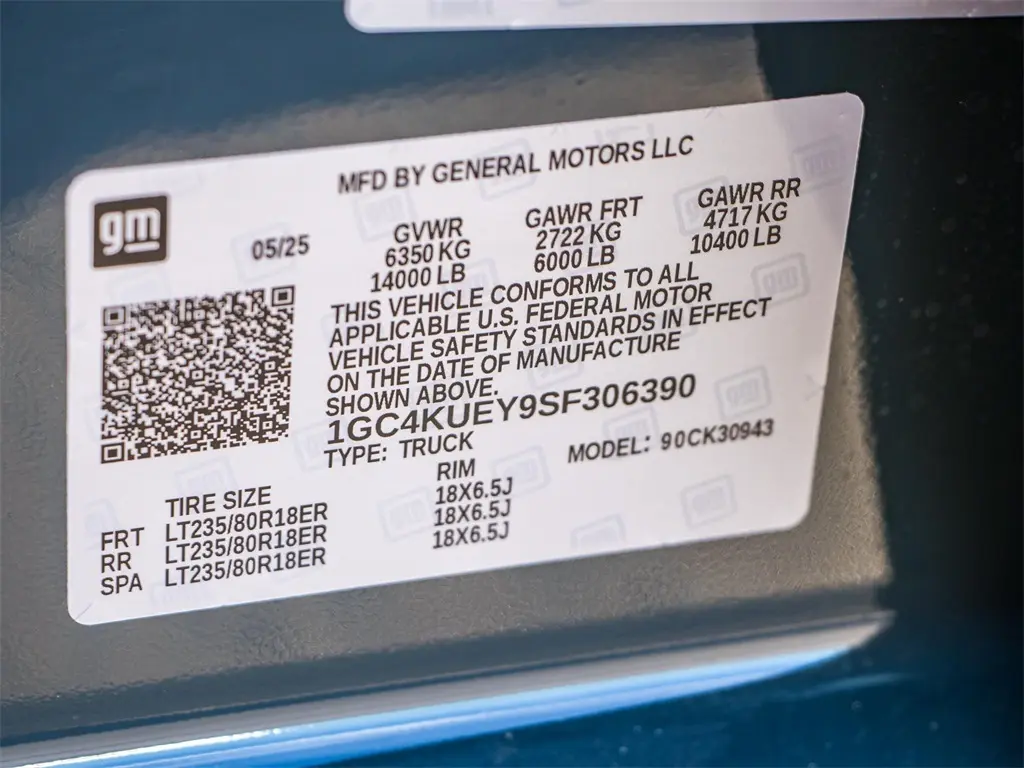 MFD BY GENERAL MOTORS LLC
gm
05/25
GVWR
6350 KG
14000 LB
GAWR FRT
2722 KG
6000 LB
GAWR RR
4717 KG
10400 LB
THIS VEHICLE CONFORMS TO ALL
APPLICABLE U.S. FEDERAL MOTOR
VEHICLE SAFETY STANDARDS IN EFFECT
ON THE DATE OF MANUFACTURE
SHOWN ABOVE.
1GC4KUEY9SF306390
TYPE: TRUCK
MODEL: 90CK30943
TIRE SIZE
RIM
FRT LT235/80R18ER 18X6.5J
RR LT235/80R18ER 18X6.5J
SPA LT235/80R18ER 18X6.5J